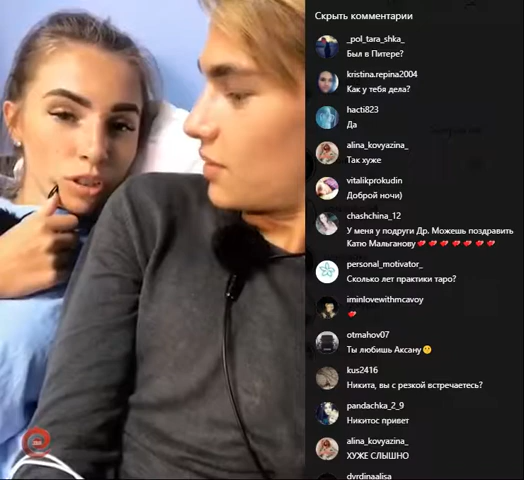 Скрыть комментарии
_pol_tara_shka_
Был в Питере?
kristina.repina2004
Как у тебя дела?
hacti823
Да
alina_kovyazina_
Так хуже
vitalikprokudin
Доброй ночи)
chashchina_12
У меня у подруги Др. Можешь поздравить
Катю Мальганову
personal_motivator_
Сколько лет практики таро?
iminlovewithmcavoy
otmahov07
Ты любишь Аксану
kus2416
Никита, вы с резкой встречаетесь?
pandachka_2_9
Никитос привет
alina_kovyazina_
ХУЖЕ СЛЫШНО
dvrdinaalisa